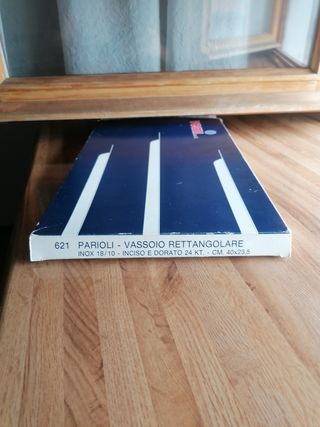 621 PARIOLI - VASSOIO RETTANGOLARE
INOX 18/10 - INCISO E DORATO 24 KT. - CM. 40x23,5